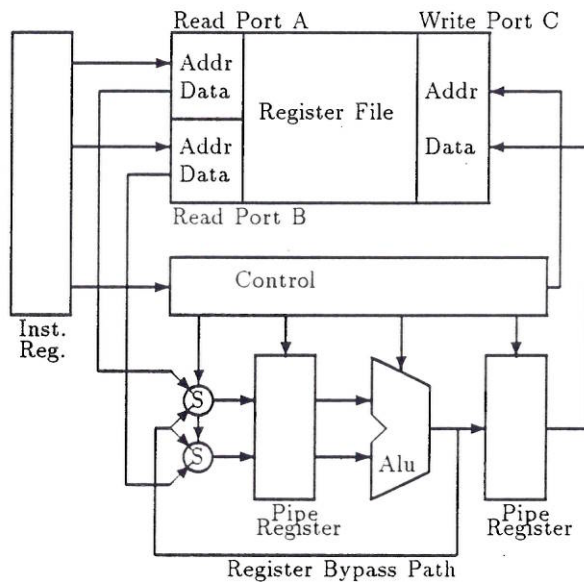 Read Port A
Write Port C
Addr
Data
Register File
Addr
Addr
Data
Data
Read Port B
Control
Inst.
Reg.
S
S
Alu
Pipe
Register
Pipe
Register
Register Bypass Path